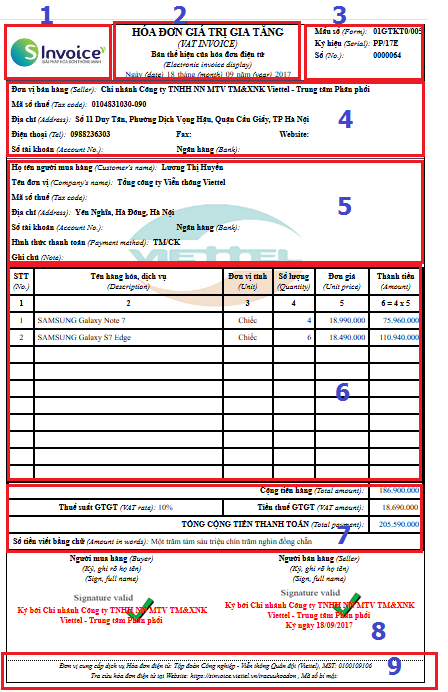 1
2
3
S Invoice
GIẢI PHÁP HÓA ĐƠN THÔNG MINH
HÓA ĐƠN GIÁ TRỊ GIA TĂNG
(VAT INVOICE)
Bản thể hiện của hóa đơn điện tử
(Electronic invoice display)
Ngày (date) 18 tháng (month) 09 năm (year) 2017
Mẫu số (Form): 01GTKT0/005
Ký hiệu (Serial): PP/17E
Số (No.): 0000064
4
Đơn vị bán hàng (Seller): Chi nhánh Công ty TNHH NN MTV TM&XNK Viettel - Trung tâm Phân phối
Mã số thuế (Tax code): 0104831030-090
Địa chỉ (Address): Số 11 Duy Tân, Phường Dịch Vọng Hậu, Quận Cầu Giấy, TP Hà Nội
Điện thoại (Tel): 0988236303 Fax: Website:
Số tài khoản (Account No.): Ngân hàng (Bank):
5
Họ tên người mua hàng (Customer's name): Lương Thị Huyền
Tên đơn vị (Company's name): Tổng công ty Viễn thông Viettel
Mã số thuế (Tax code):
Địa chỉ (Address): Yên Nghĩa, Hà Đông, Hà Nội
Số tài khoản (Account No.): Ngân hàng (Bank):
Hình thức thanh toán (Payment method): TM/CK
Ghi chú (Note):
VIETTEL
STT (No.) Tên hàng hóa, dịch vụ (Description) Đơn vị tính (Unit) Số lượng (Quantity) Đơn giá (Unit price) Thành tiền (Amount)
1 2 3 4 5 6 = 4 x 5
1 SAMSUNG Galaxy Note 7 Chiếc 4 18.990.000 75.960.000
2 SAMSUNG Galaxy S7 Edge Chiếc 6 18.490.000 110.940.000
6
Cộng tiền hàng (Total amount): 186.900.000
Thuế suất GTGT (VAT rate): 10% Tiền thuế GTGT (VAT amount): 18.690.000
TỔNG CỘNG TIỀN THANH TOÁN (Total payment): 205.590.000
7
Số tiền viết bằng chữ (Amount in words): Một trăm tám sáu triệu chín trăm nghìn đồng chẵn
Người mua hàng (Buyer) Người bán hàng (Seller)
(Ký, ghi rõ họ tên) (Ký, ghi rõ họ tên)
(Sign, full name) (Sign, full name)
Signature valid Signature valid
Ký bởi Chi nhánh Công ty TNHH NN MTV TM&XNK Viettel - Trung tâm Phân phối
Ký bởi Chi nhánh Công ty TNHH NN MTV TM&XNK Viettel - Trung tâm Phân phối
Ký ngày 18/09/2017
8
9
Đơn vị cung cấp dịch vụ Hóa đơn điện tử: Tập đoàn Công nghiệp - Viễn thông Quân đội (Viettel), MST: 0100109106
Tra cứu hóa đơn điện tử tại Website: https://sinvoice.viettel.vn/tracuuhoadon , Mã số bí mật: